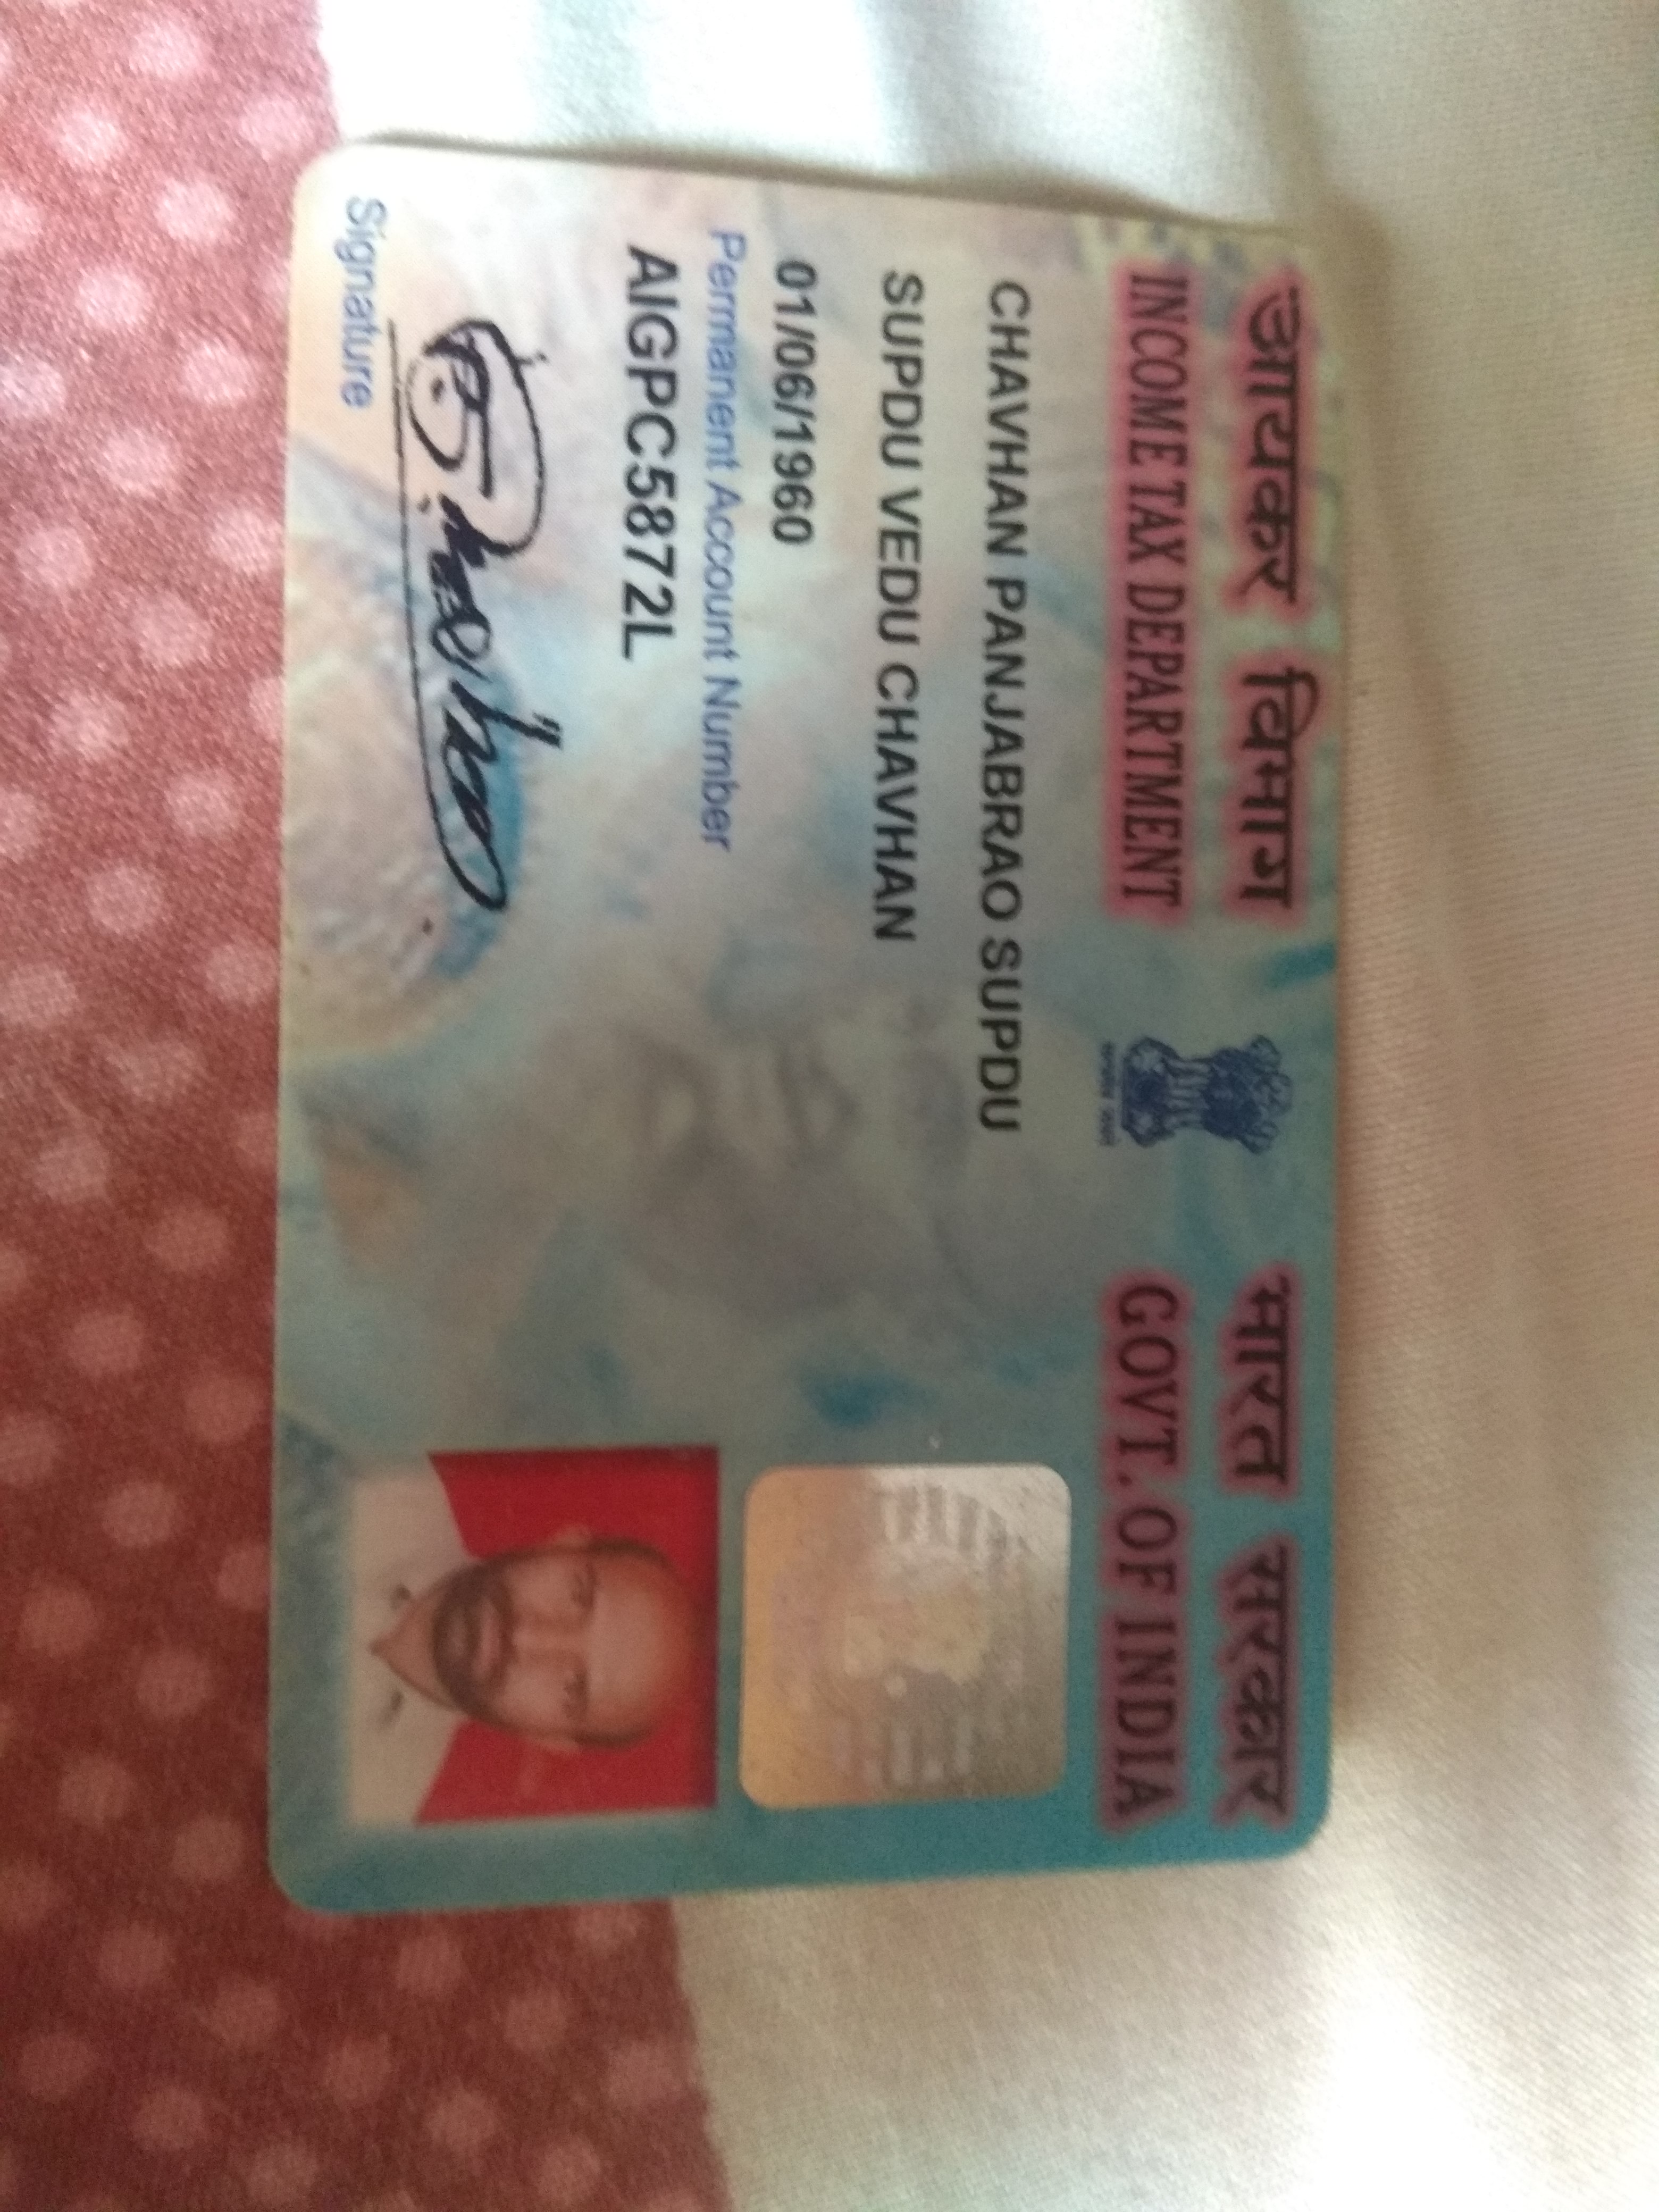 आयकर विभाग
INCOME TAX DEPARTMENT
भारत सरकार
GOVT. OF INDIA
CHAVHAN PANJABRAO SUPDU
SUPDU VEDU CHAVHAN
01/06/1960
Permanent Account Number
AIGPC5872L
Signature